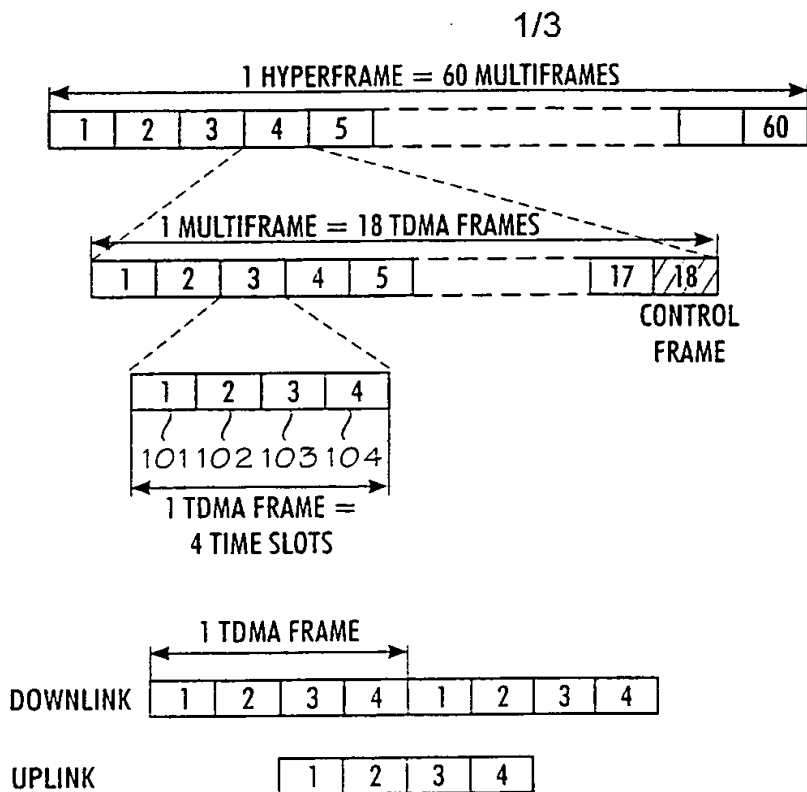 1/3
1 HYPERFRAME = 60 MULTIFRAMES
1 2 3 4 5 60
1 MULTIFRAME = 18 TDMA FRAMES
1 2 3 4 5 17 18
CONTROL
FRAME
1 2 3 4
101 102 103 104
1 TDMA FRAME =
4 TIME SLOTS
1 TDMA FRAME
DOWNLINK 1 2 3 4 1 2 3 4
UPLINK 1 2 3 4